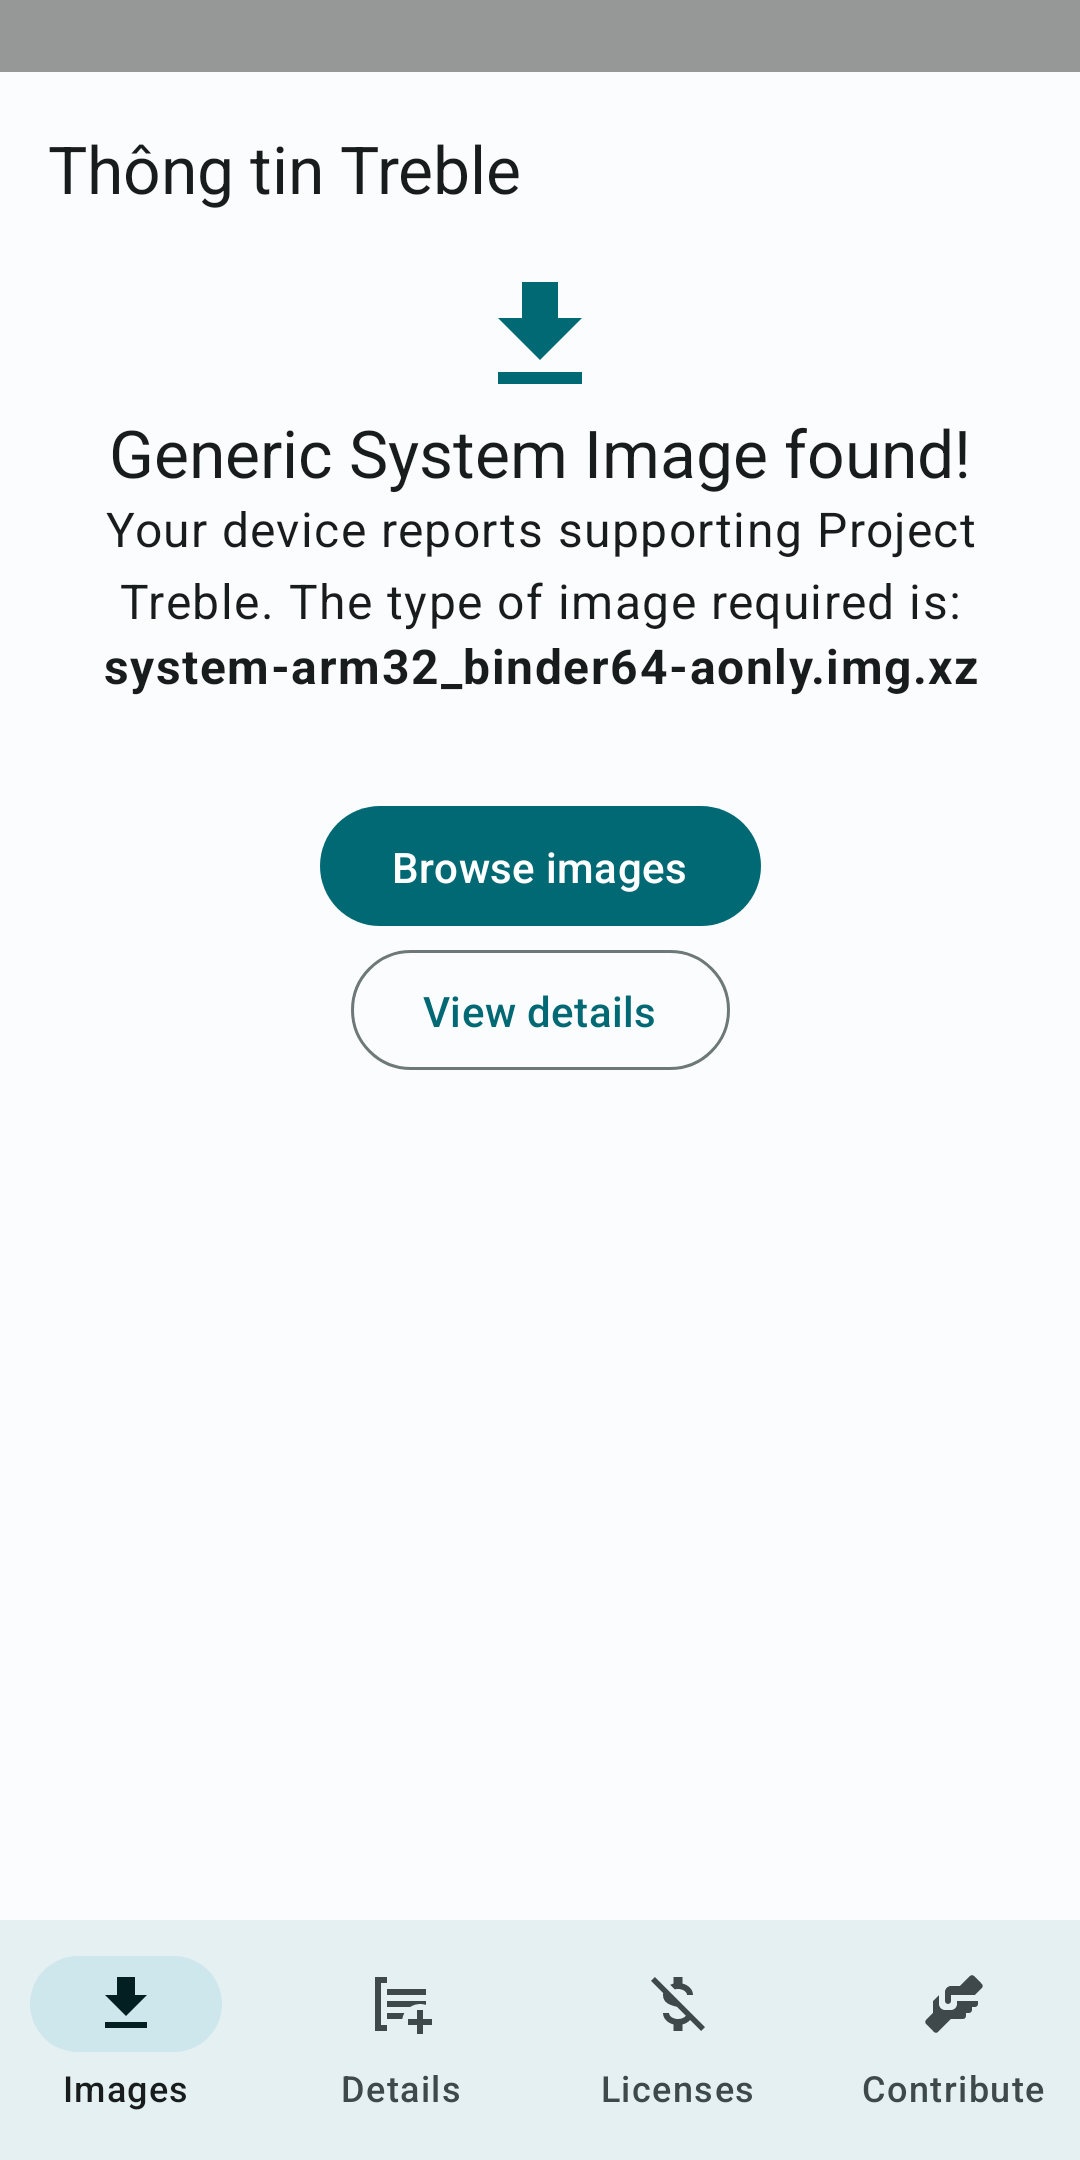 Thông tin Treble
Generic System Image found!
Your device reports supporting Project
Treble. The type of image required is:
system-arm32_binder64-aonly.img.xz
Browse images
View details
Images
Details
Licenses
Contribute